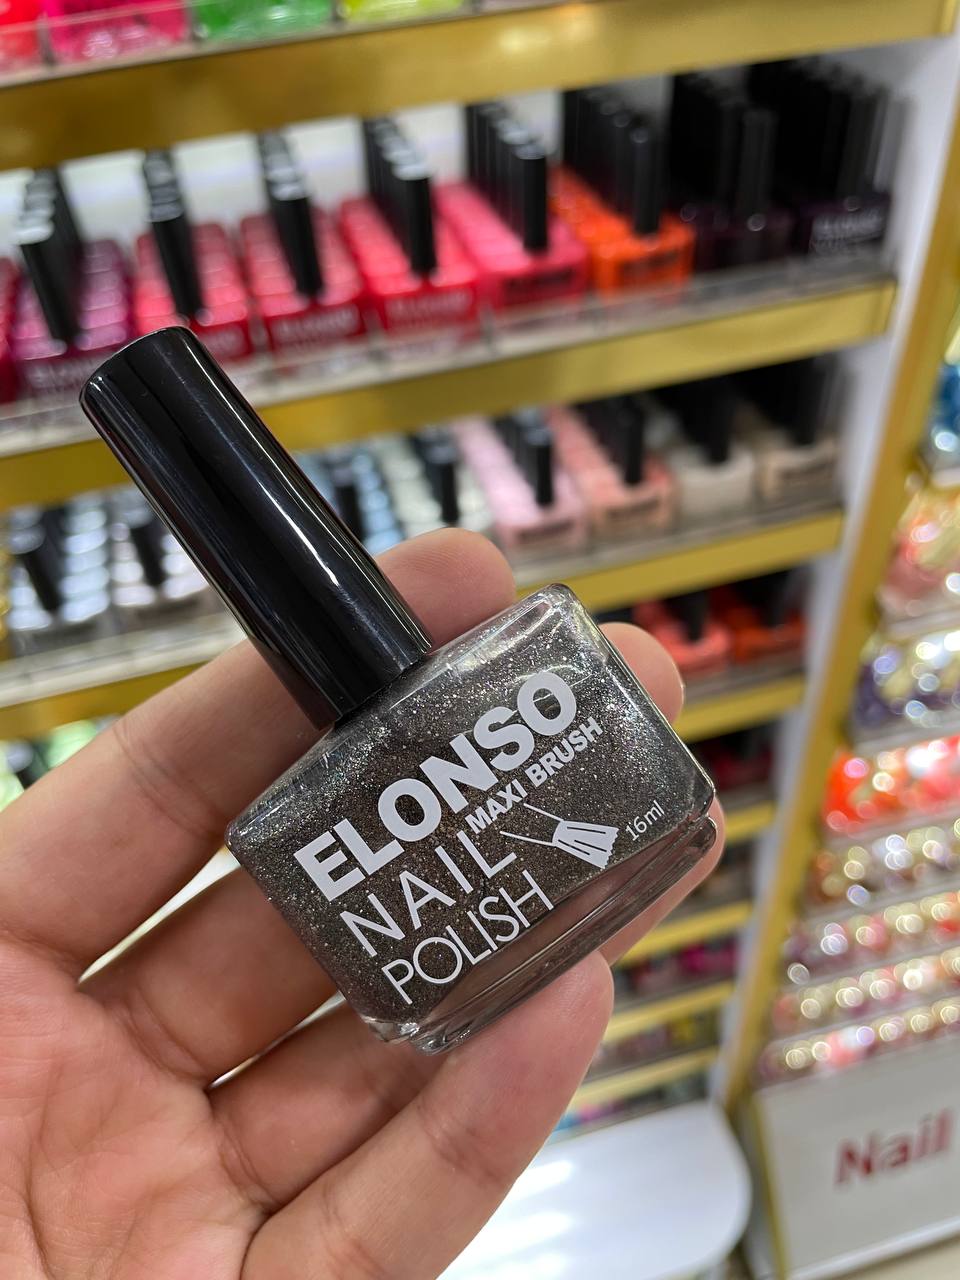 ELONSO
MAXI BRUSH
NAIL
POLISH
16ml
Nail